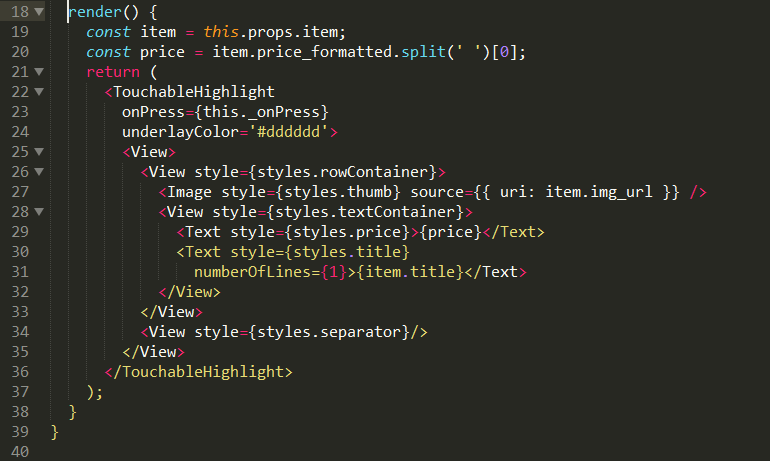 18 render() {
19 const item = this.props.item;
20 const price = item.price_formatted.split(' ')[0];
21 return (
22 <TouchableHighlight
23 onPress={this._onPress}
24 underlayColor='#dddddd'>
25 <View>
26 <View style={styles.rowContainer}>
27 <Image style={styles.thumb} source={{ uri: item.img_url }} />
28 <View style={styles.textContainer}>
29 <Text style={styles.price}>{price}</Text>
30 <Text style={styles.title}
31 numberOfLines={1}>{item.title}</Text>
32 </View>
33 </View>
34 <View style={styles.separator}/>
35 </View>
36 </TouchableHighlight>
37 );
38 }
39 }
40